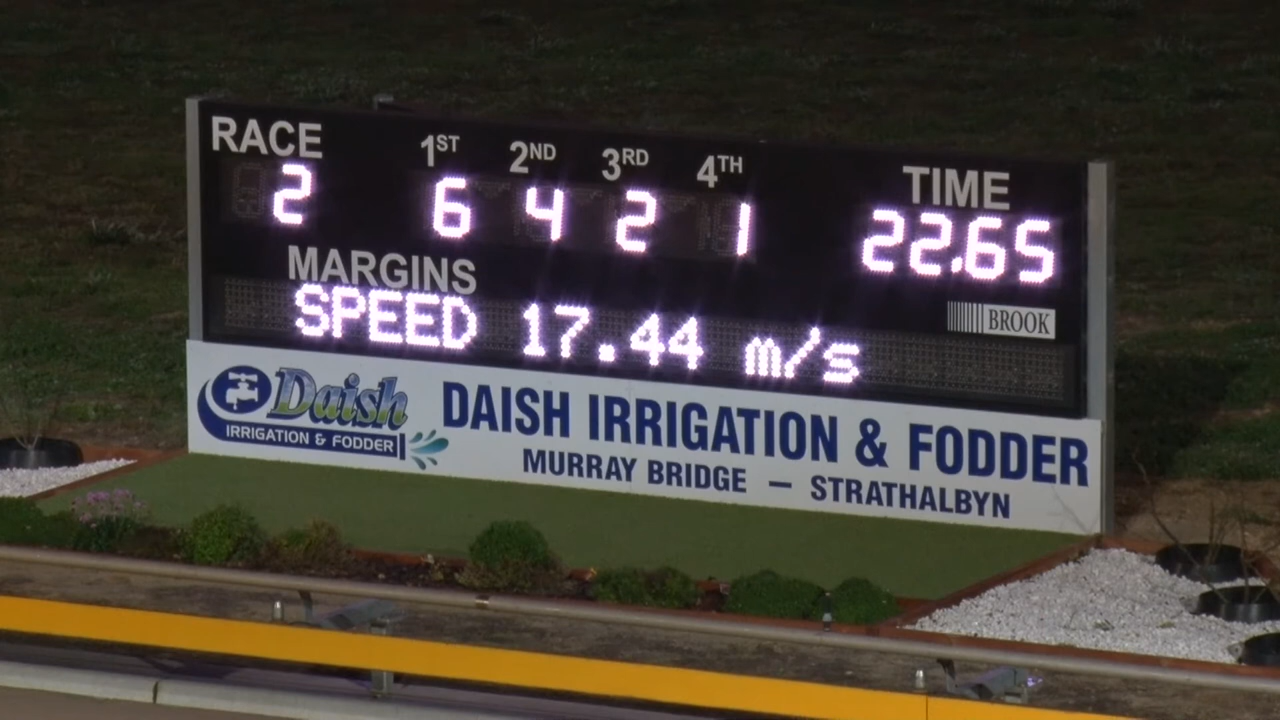 RACE 1ST 2ND 3RD 4TH TIME
2 6 4 2 1 22.65
MARGINS
SPEED 17.44 m/s
BROOK
Daish
IRRIGATION & FODDER
DAISH IRRIGATION & FODDER
MURRAY BRIDGE — STRATHALBYN